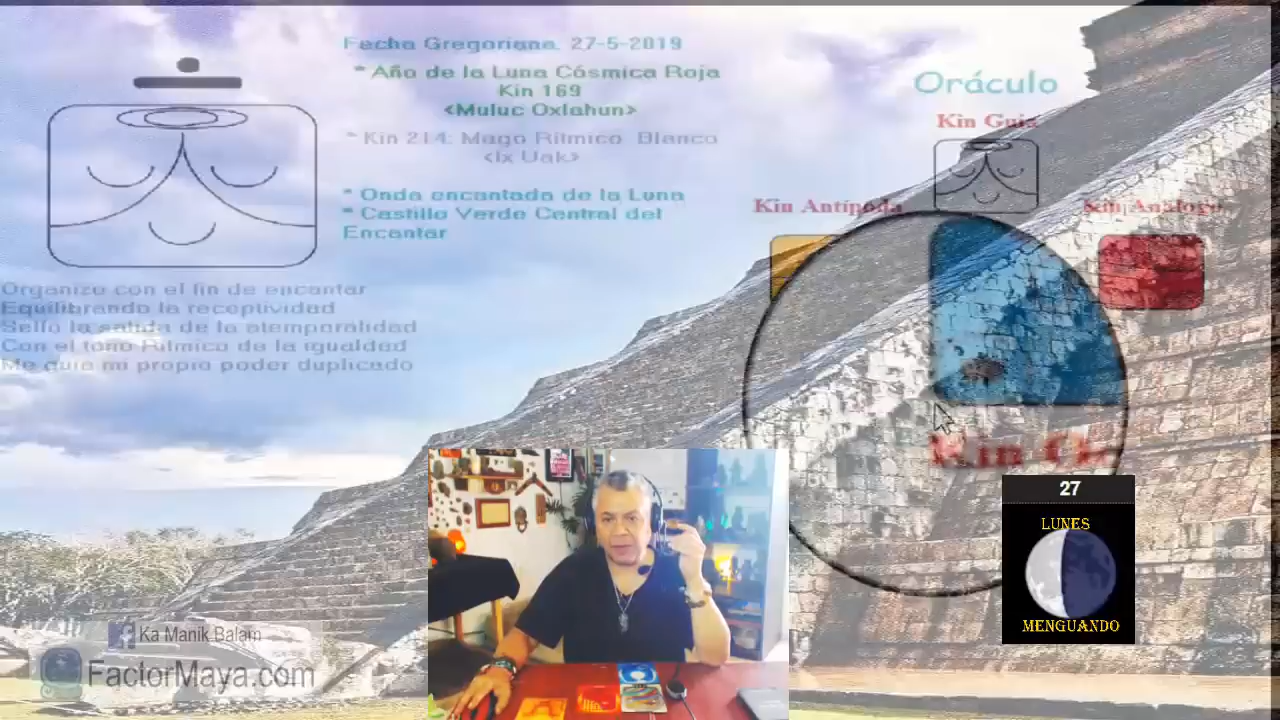 Fecha Gregoriana. 27-5-2019
* Año de la Luna Cósmica Roja
Kin 169
<Muluc Oxlahun>
* Kin 214: Mago Rítmico Blanco
<Ix Uak>
* Onda encantada de la Luna
* Castillo Verde Central del
Encantar
Organizo con el fin de encantar
Equilibrando la receptividad
Sello la salida de la atemporalidad
Con el tono Rítmico de la igualdad
Me guía mi propio poder duplicado
Oráculo
Kin Guía
Kin Antípoda
Kin Análogo
Kin
27
LUNES
MENGUANDO
Ka Manik Balam
FactorMaya.com